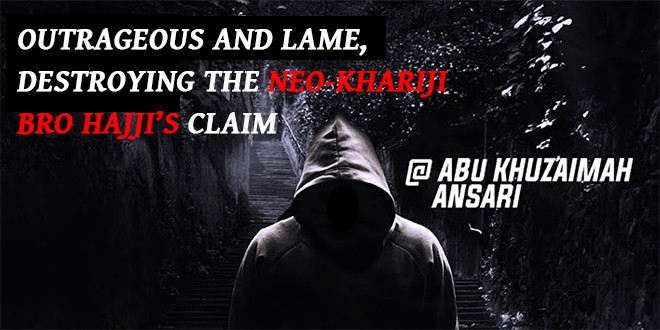 OUTRAGEOUS AND LAME,
DESTROYING THE NEO-KHARIJI
BRO HAJJI'S CLAIM
@ ABU KHUZAIMAH
ANSARI